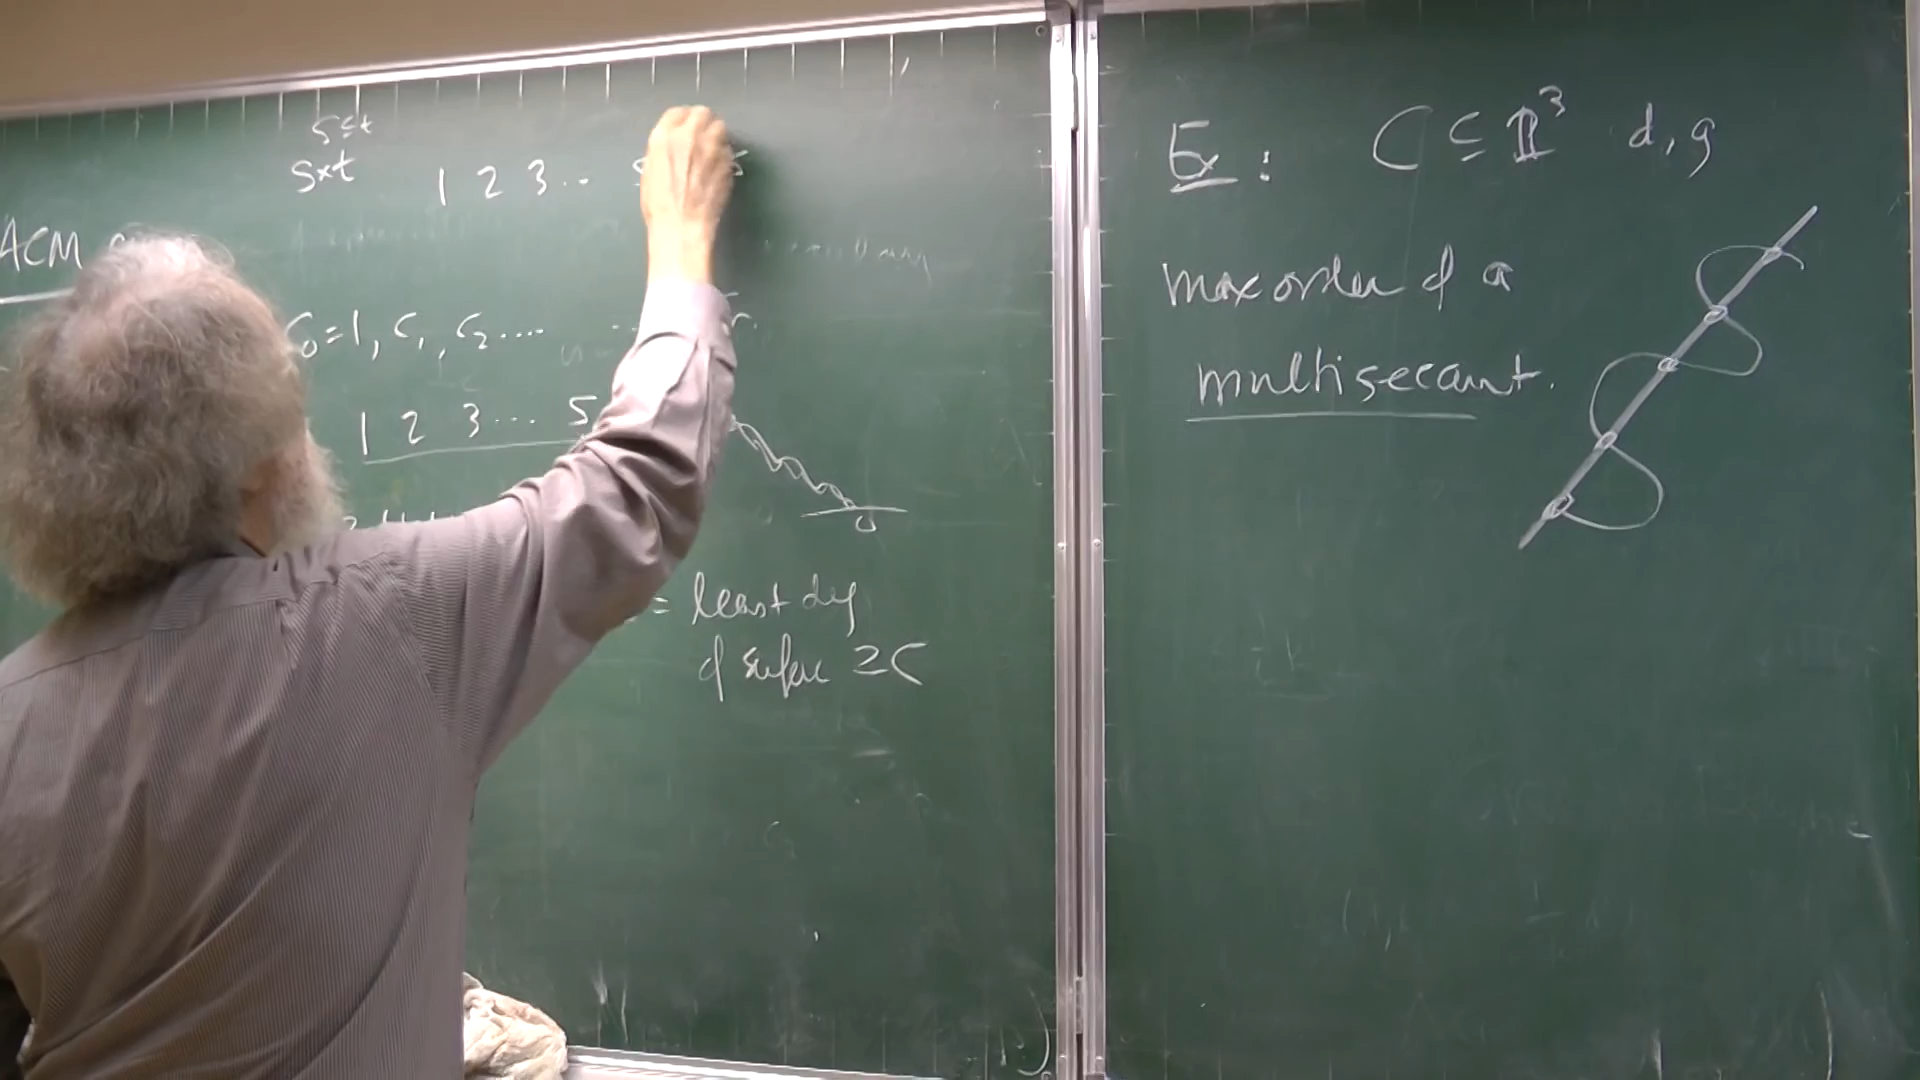 s ≤ t
s×t 1 2 3 ...
ACM
c₀=1, c₁, c₂ ....
1 2 3 ... s
= least deg
of surface ⊇ C
Ex: C ⊆ ℙ³ d, g
max order of a
multisecant.